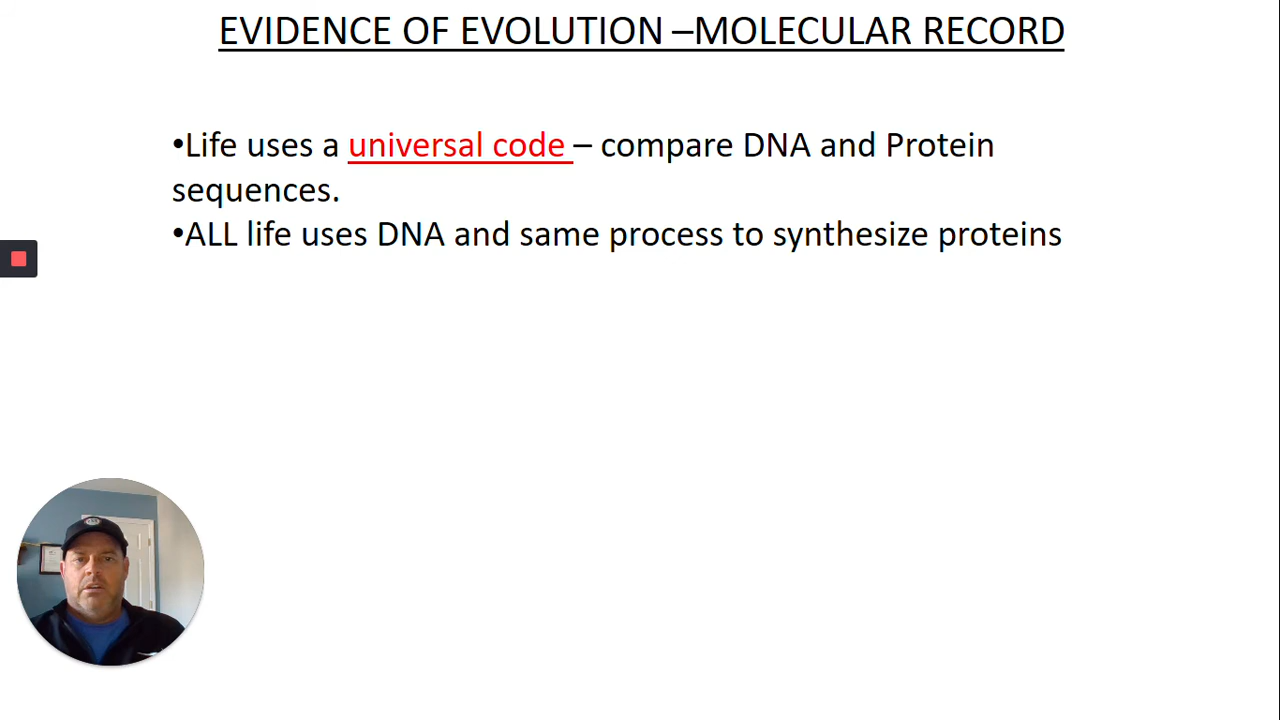 EVIDENCE OF EVOLUTION –MOLECULAR RECORD
•Life uses a universal code – compare DNA and Protein
sequences.
•ALL life uses DNA and same process to synthesize proteins